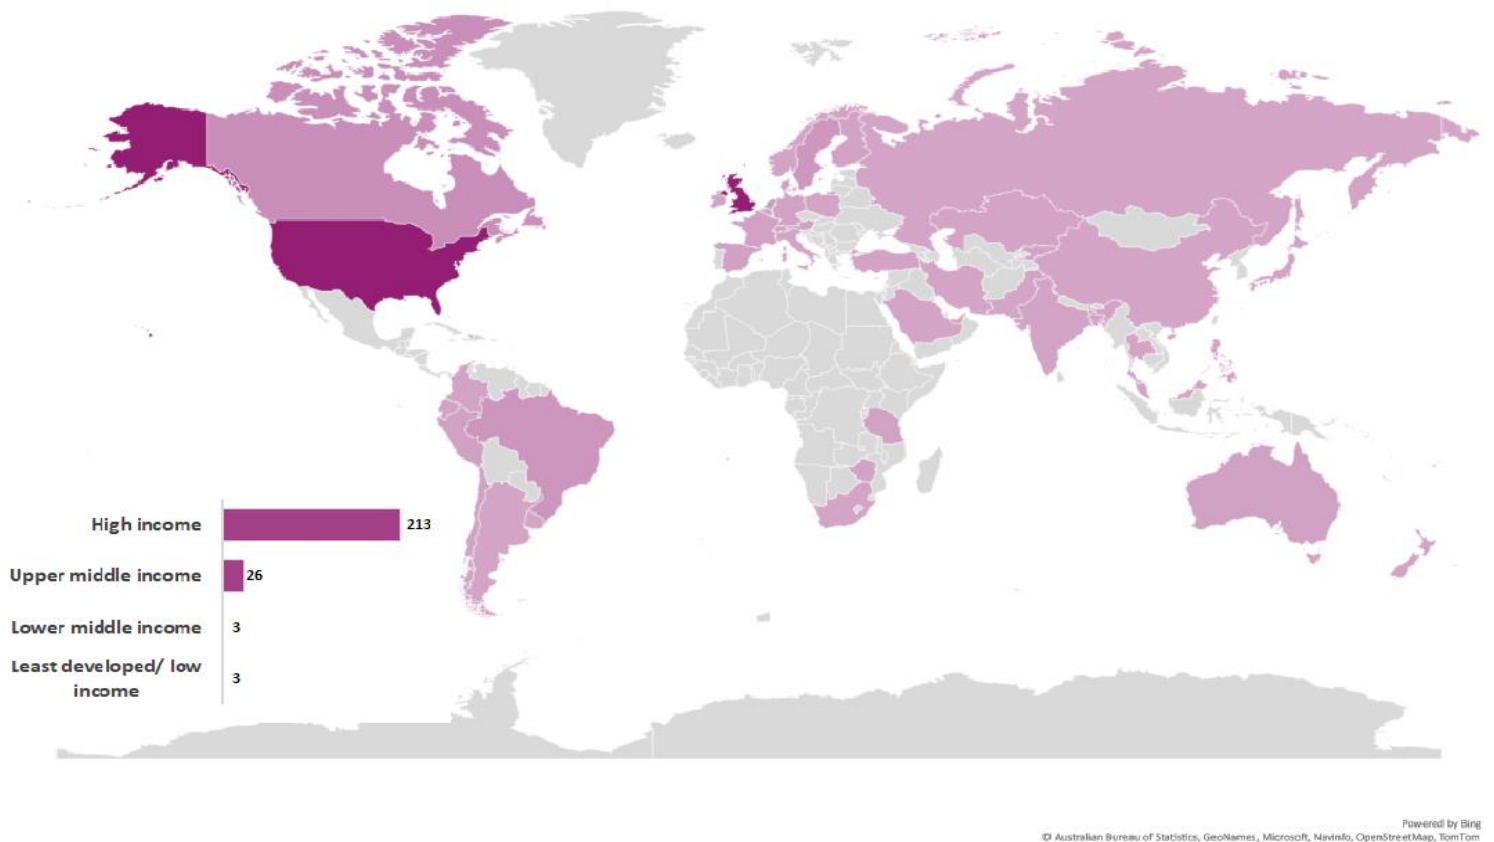 High income 213
Upper middle income 26
Lower middle income 3
Least developed/ low
income 3
Powered by Bing
© Australian Bureau of Statistics, GeoNames, Microsoft, Navinfo, OpenStreetMap, TomTom